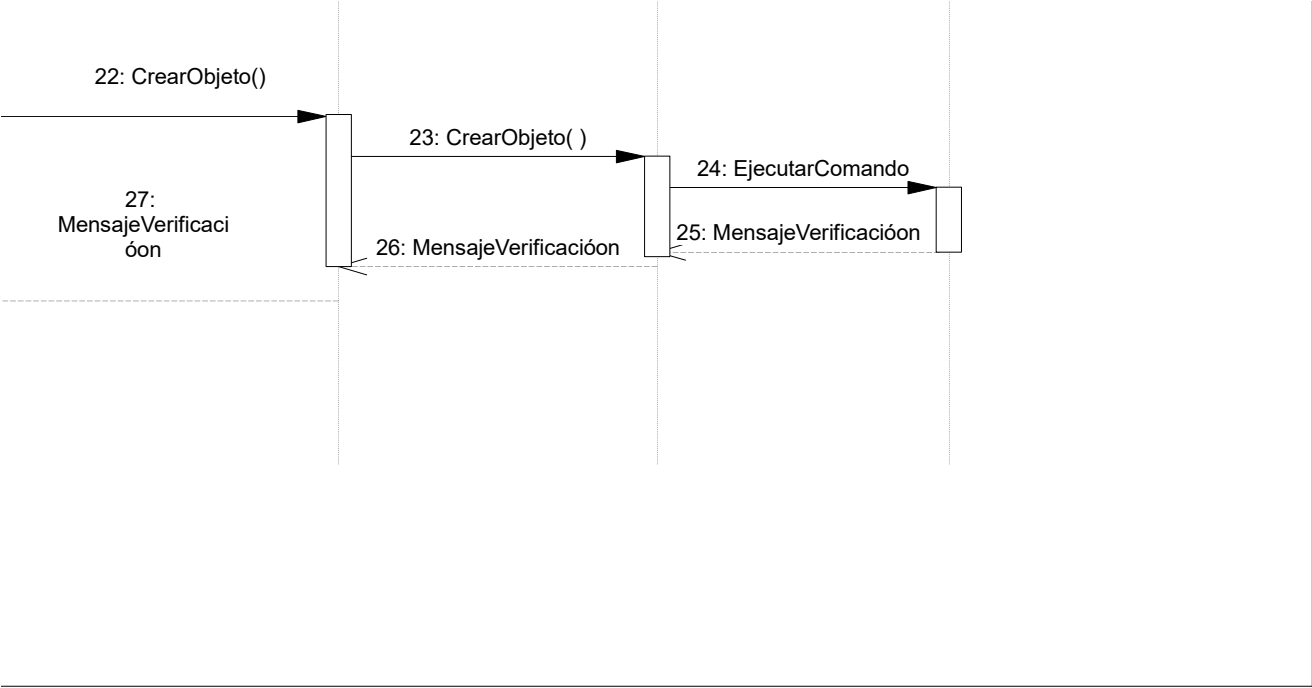 22: CrearObjeto()
23: CrearObjeto( )
24: EjecutarComando
27:
MensajeVerificaci
óon
26: MensajeVerificacióon
25: MensajeVerificacióon